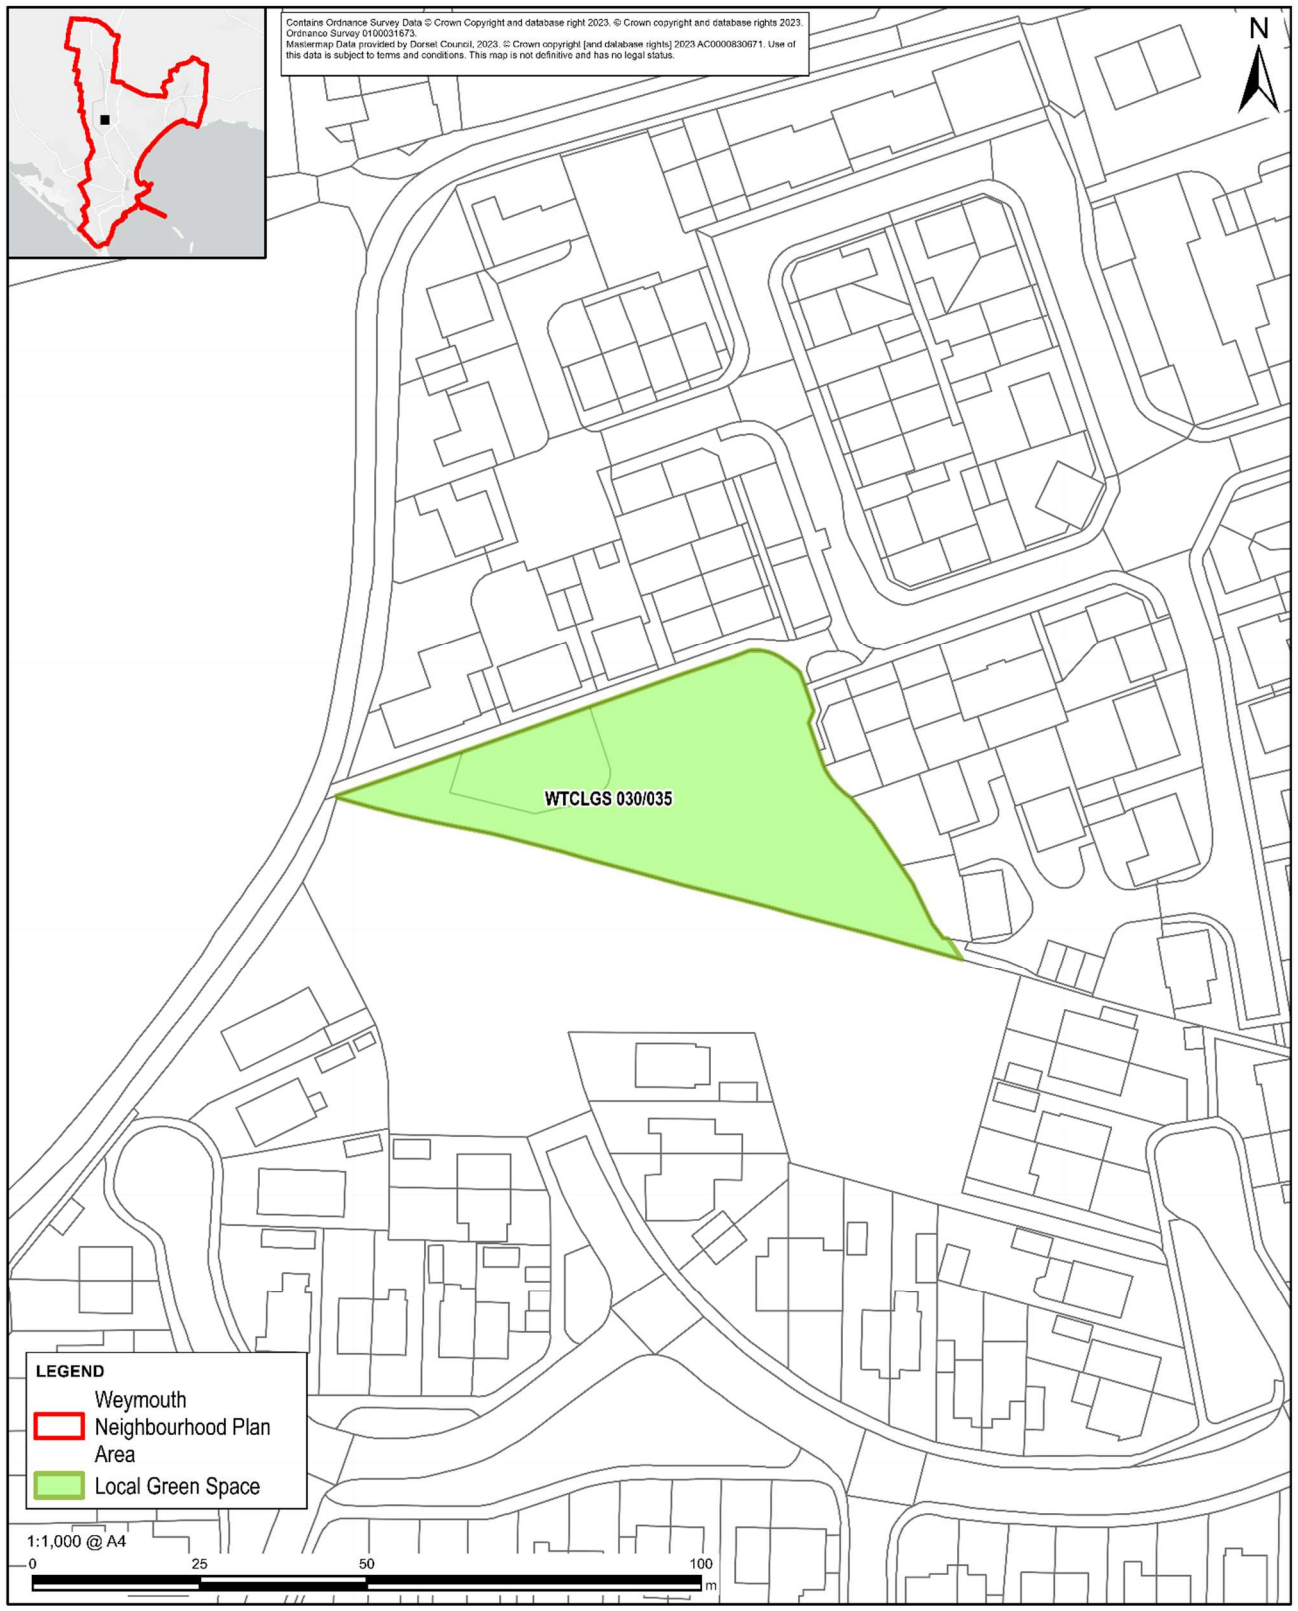 Contains Ordnance Survey Data © Crown Copyright and database right 2023. © Crown copyright and database rights 2023.
Ordnance Survey 0100031673.
Mastermap Data provided by Dorset Council, 2023. © Crown copyright [and database rights] 2023 AC0000830671. Use of
this data is subject to terms and conditions. This map is not definitive and has no legal status.
N
WTCLGS 030/035
LEGEND
Weymouth
Neighbourhood Plan
Area
Local Green Space
1:1,000 @ A4
0 25 50 100
m